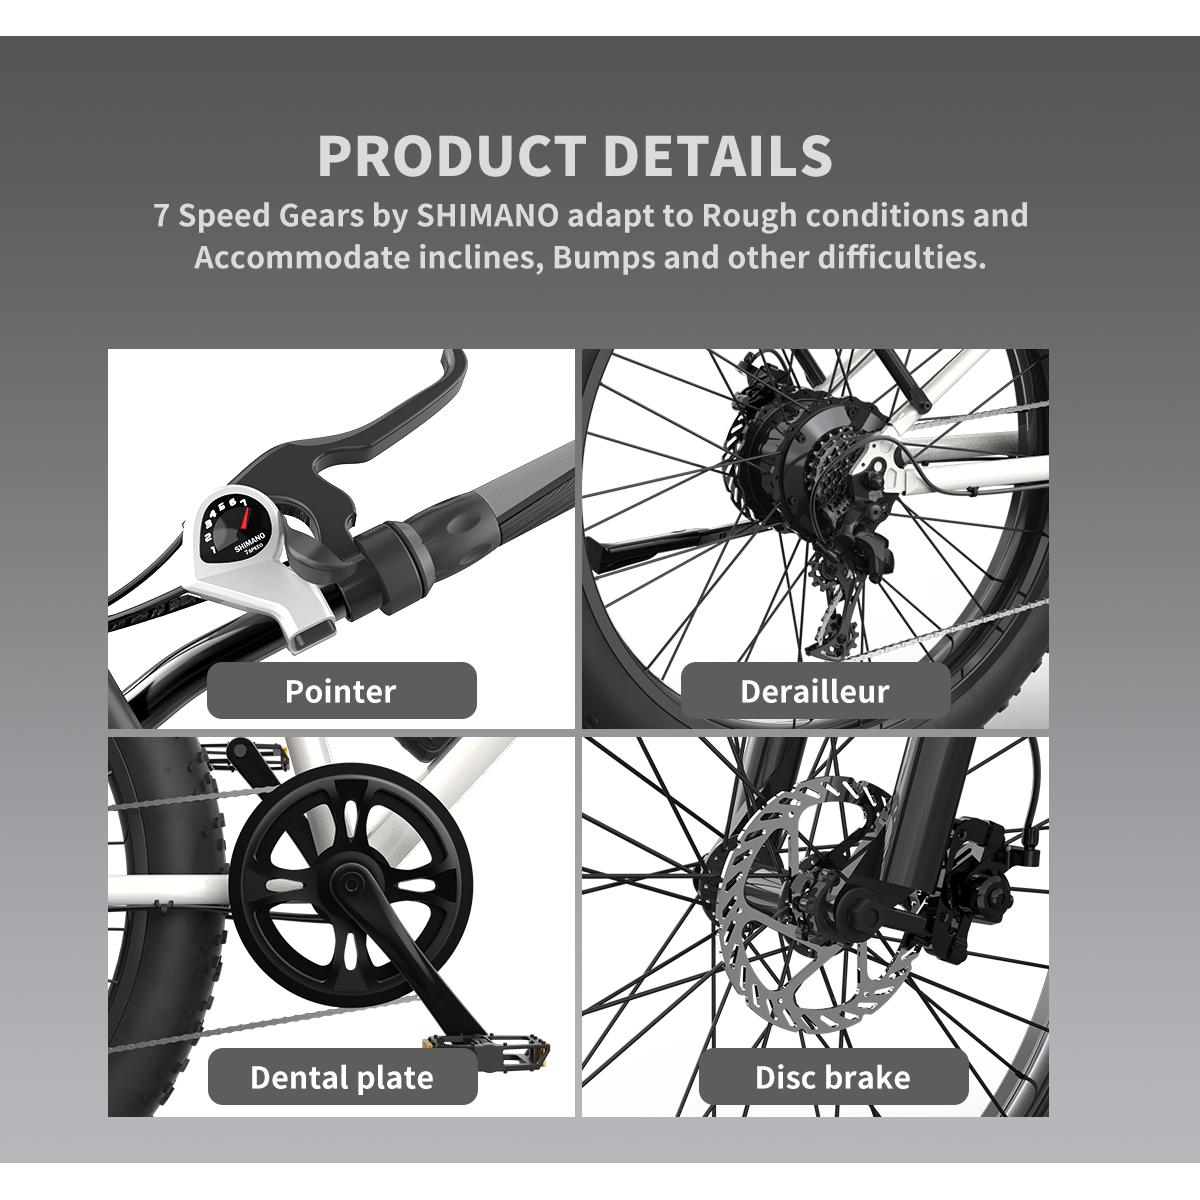 PRODUCT DETAILS
7 Speed Gears by SHIMANO adapt to Rough conditions and
Accommodate inclines, Bumps and other difficulties.
1 2 3 4 5 6 7
SHIMANO
7 SPEED
Pointer
Derailleur
Dental plate
Disc brake